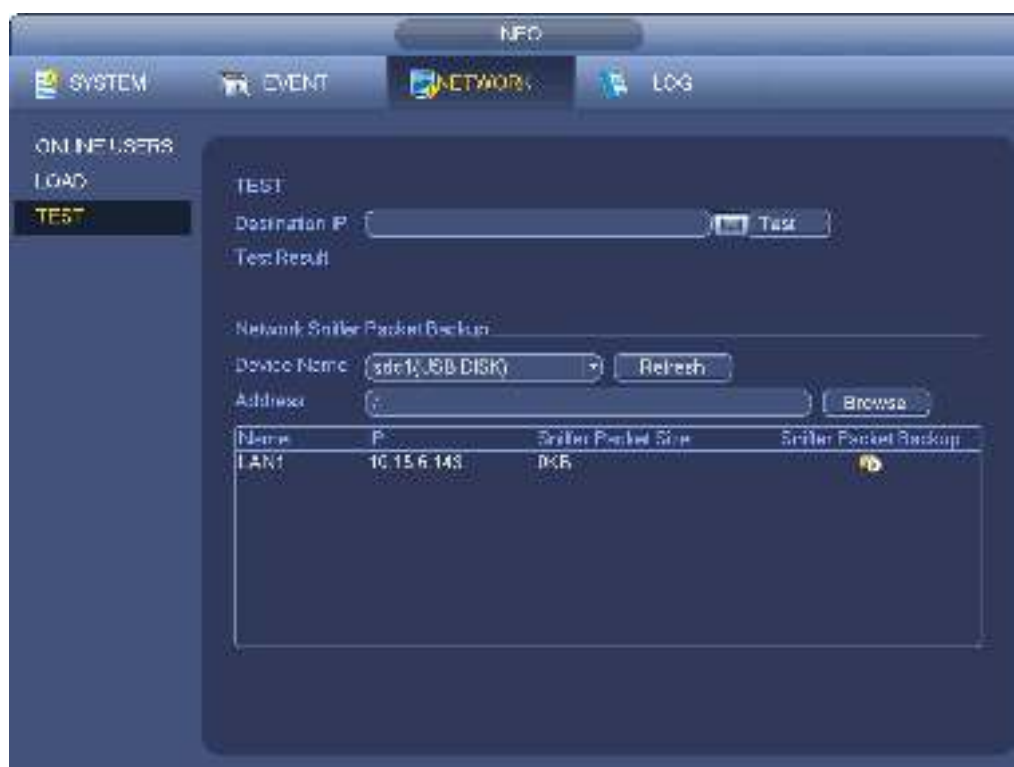 INFO
SYSTEM EVENT NETWORK LOG
ONLINE USERS
LOAD
TEST
TEST
Destination IP Test
Test Result
Network Sniffer Packet Backup
Device Name sdc1(USB DISK) Refresh
Address / Browse
Name IP Sniffer Packet Size Sniffer Packet Backup
LAN1 10.15.6.143 0KB